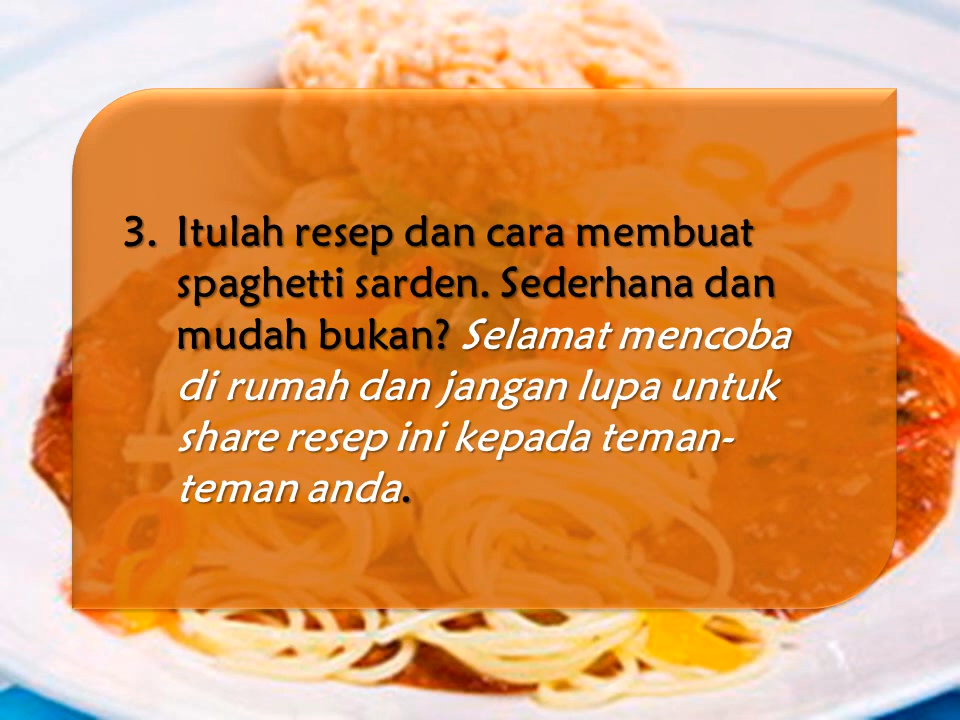 3. Itulah resep dan cara membuat
spaghetti sarden. Sederhana dan
mudah bukan? Selamat mencoba
di rumah dan jangan lupa untuk
share resep ini kepada teman-
teman anda.